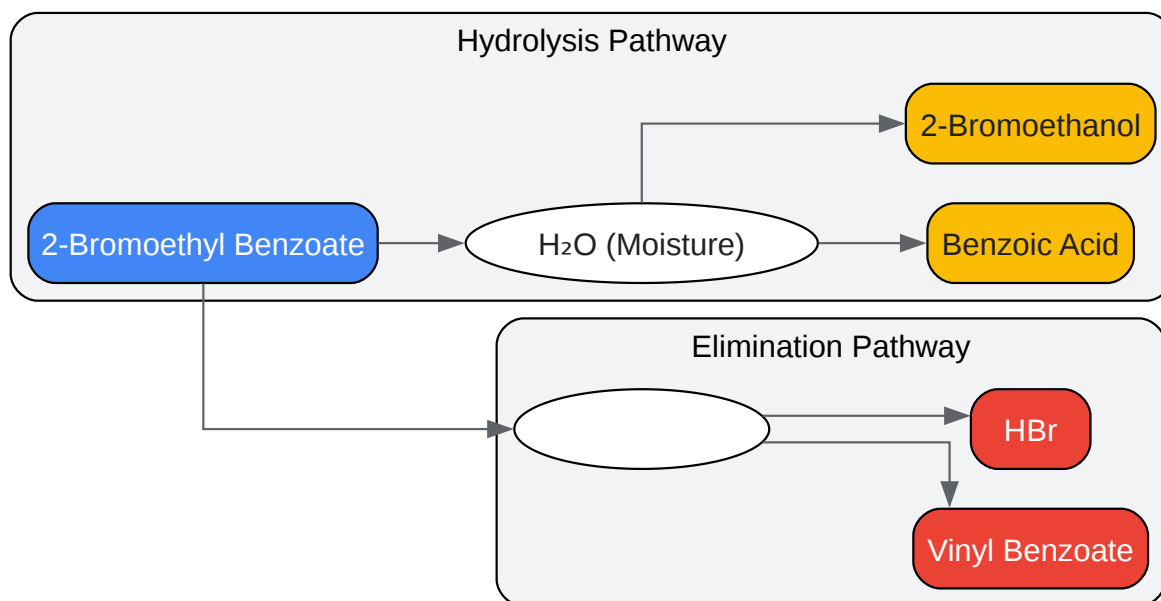 Hydrolysis Pathway
2-Bromoethanol
2-Bromoethyl Benzoate
H₂O (Moisture)
Benzoic Acid
Elimination Pathway
HBr
Vinyl Benzoate